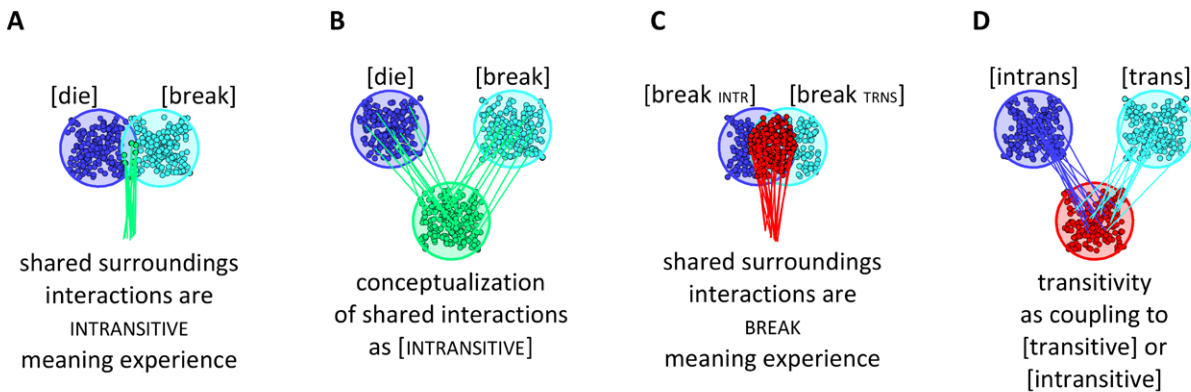 A
[die] [break]
shared surroundings
interactions are
INTRANSITIVE
meaning experience
B
[die] [break]
conceptualization
of shared interactions
as [INTRANSITIVE]
C
[break INTR] [break TRNS]
shared surroundings
interactions are
BREAK
meaning experience
D
[intrans] [trans]
transitivity
as coupling to
[transitive] or
[intransitive]